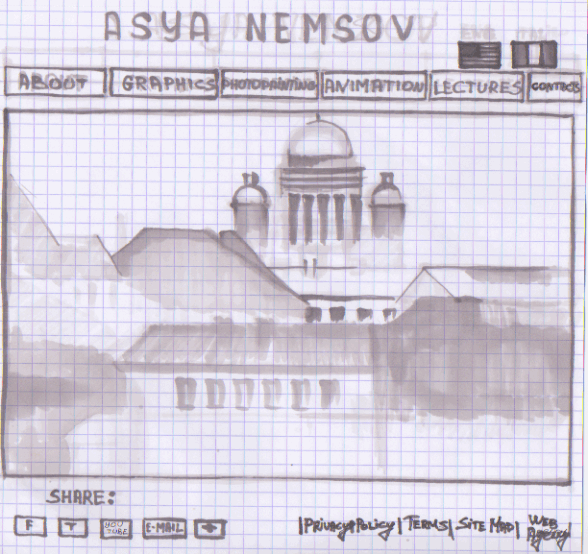 ASYA NEMSOV
ENG ITALY
ABOUT GRAPHICS PHOTOPAINTING ANIMATION LECTURES CONTACTS
SHARE:
F T YOU TUBE E-MAIL +
|PRIVACY POLICY | TERMS | SITE MAP | WEB Agency